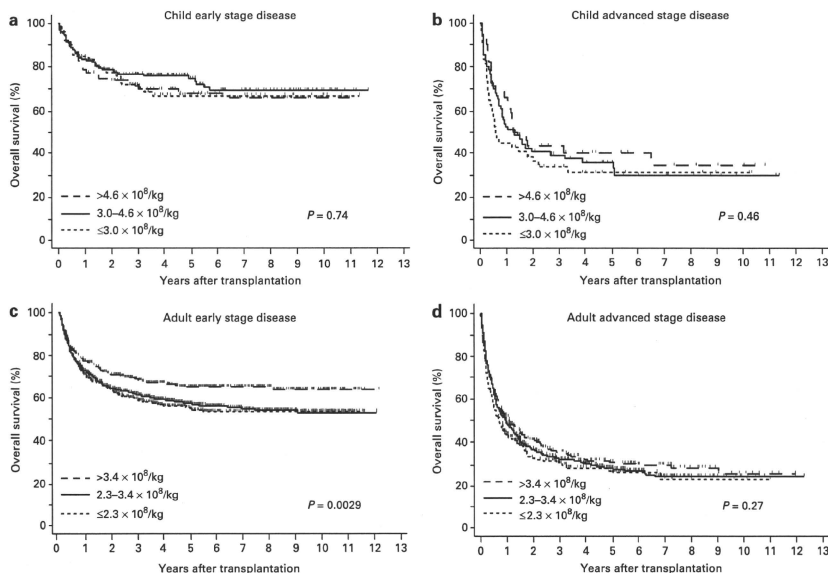 a
Child early stage disease
Overall survival (%)
100
80
60
40
20
0
>4.6 × 10⁸/kg
3.0–4.6 × 10⁸/kg
≤3.0 × 10⁸/kg
P = 0.74
0 1 2 3 4 5 6 7 8 9 10 11 12 13
Years after transplantation
b
Child advanced stage disease
Overall survival (%)
100
80
60
40
20
0
>4.6 × 10⁸/kg
3.0–4.6 × 10⁸/kg
≤3.0 × 10⁸/kg
P = 0.46
0 1 2 3 4 5 6 7 8 9 10 11 12 13
Years after transplantation
c
Adult early stage disease
Overall survival (%)
100
80
60
40
20
0
>3.4 × 10⁸/kg
2.3–3.4 × 10⁸/kg
≤2.3 × 10⁸/kg
P = 0.0029
0 1 2 3 4 5 6 7 8 9 10 11 12 13
Years after transplantation
d
Adult advanced stage disease
Overall survival (%)
100
80
60
40
20
0
>3.4 × 10⁸/kg
2.3–3.4 × 10⁸/kg
≤2.3 × 10⁸/kg
P = 0.27
0 1 2 3 4 5 6 7 8 9 10 11 12 13
Years after transplantation